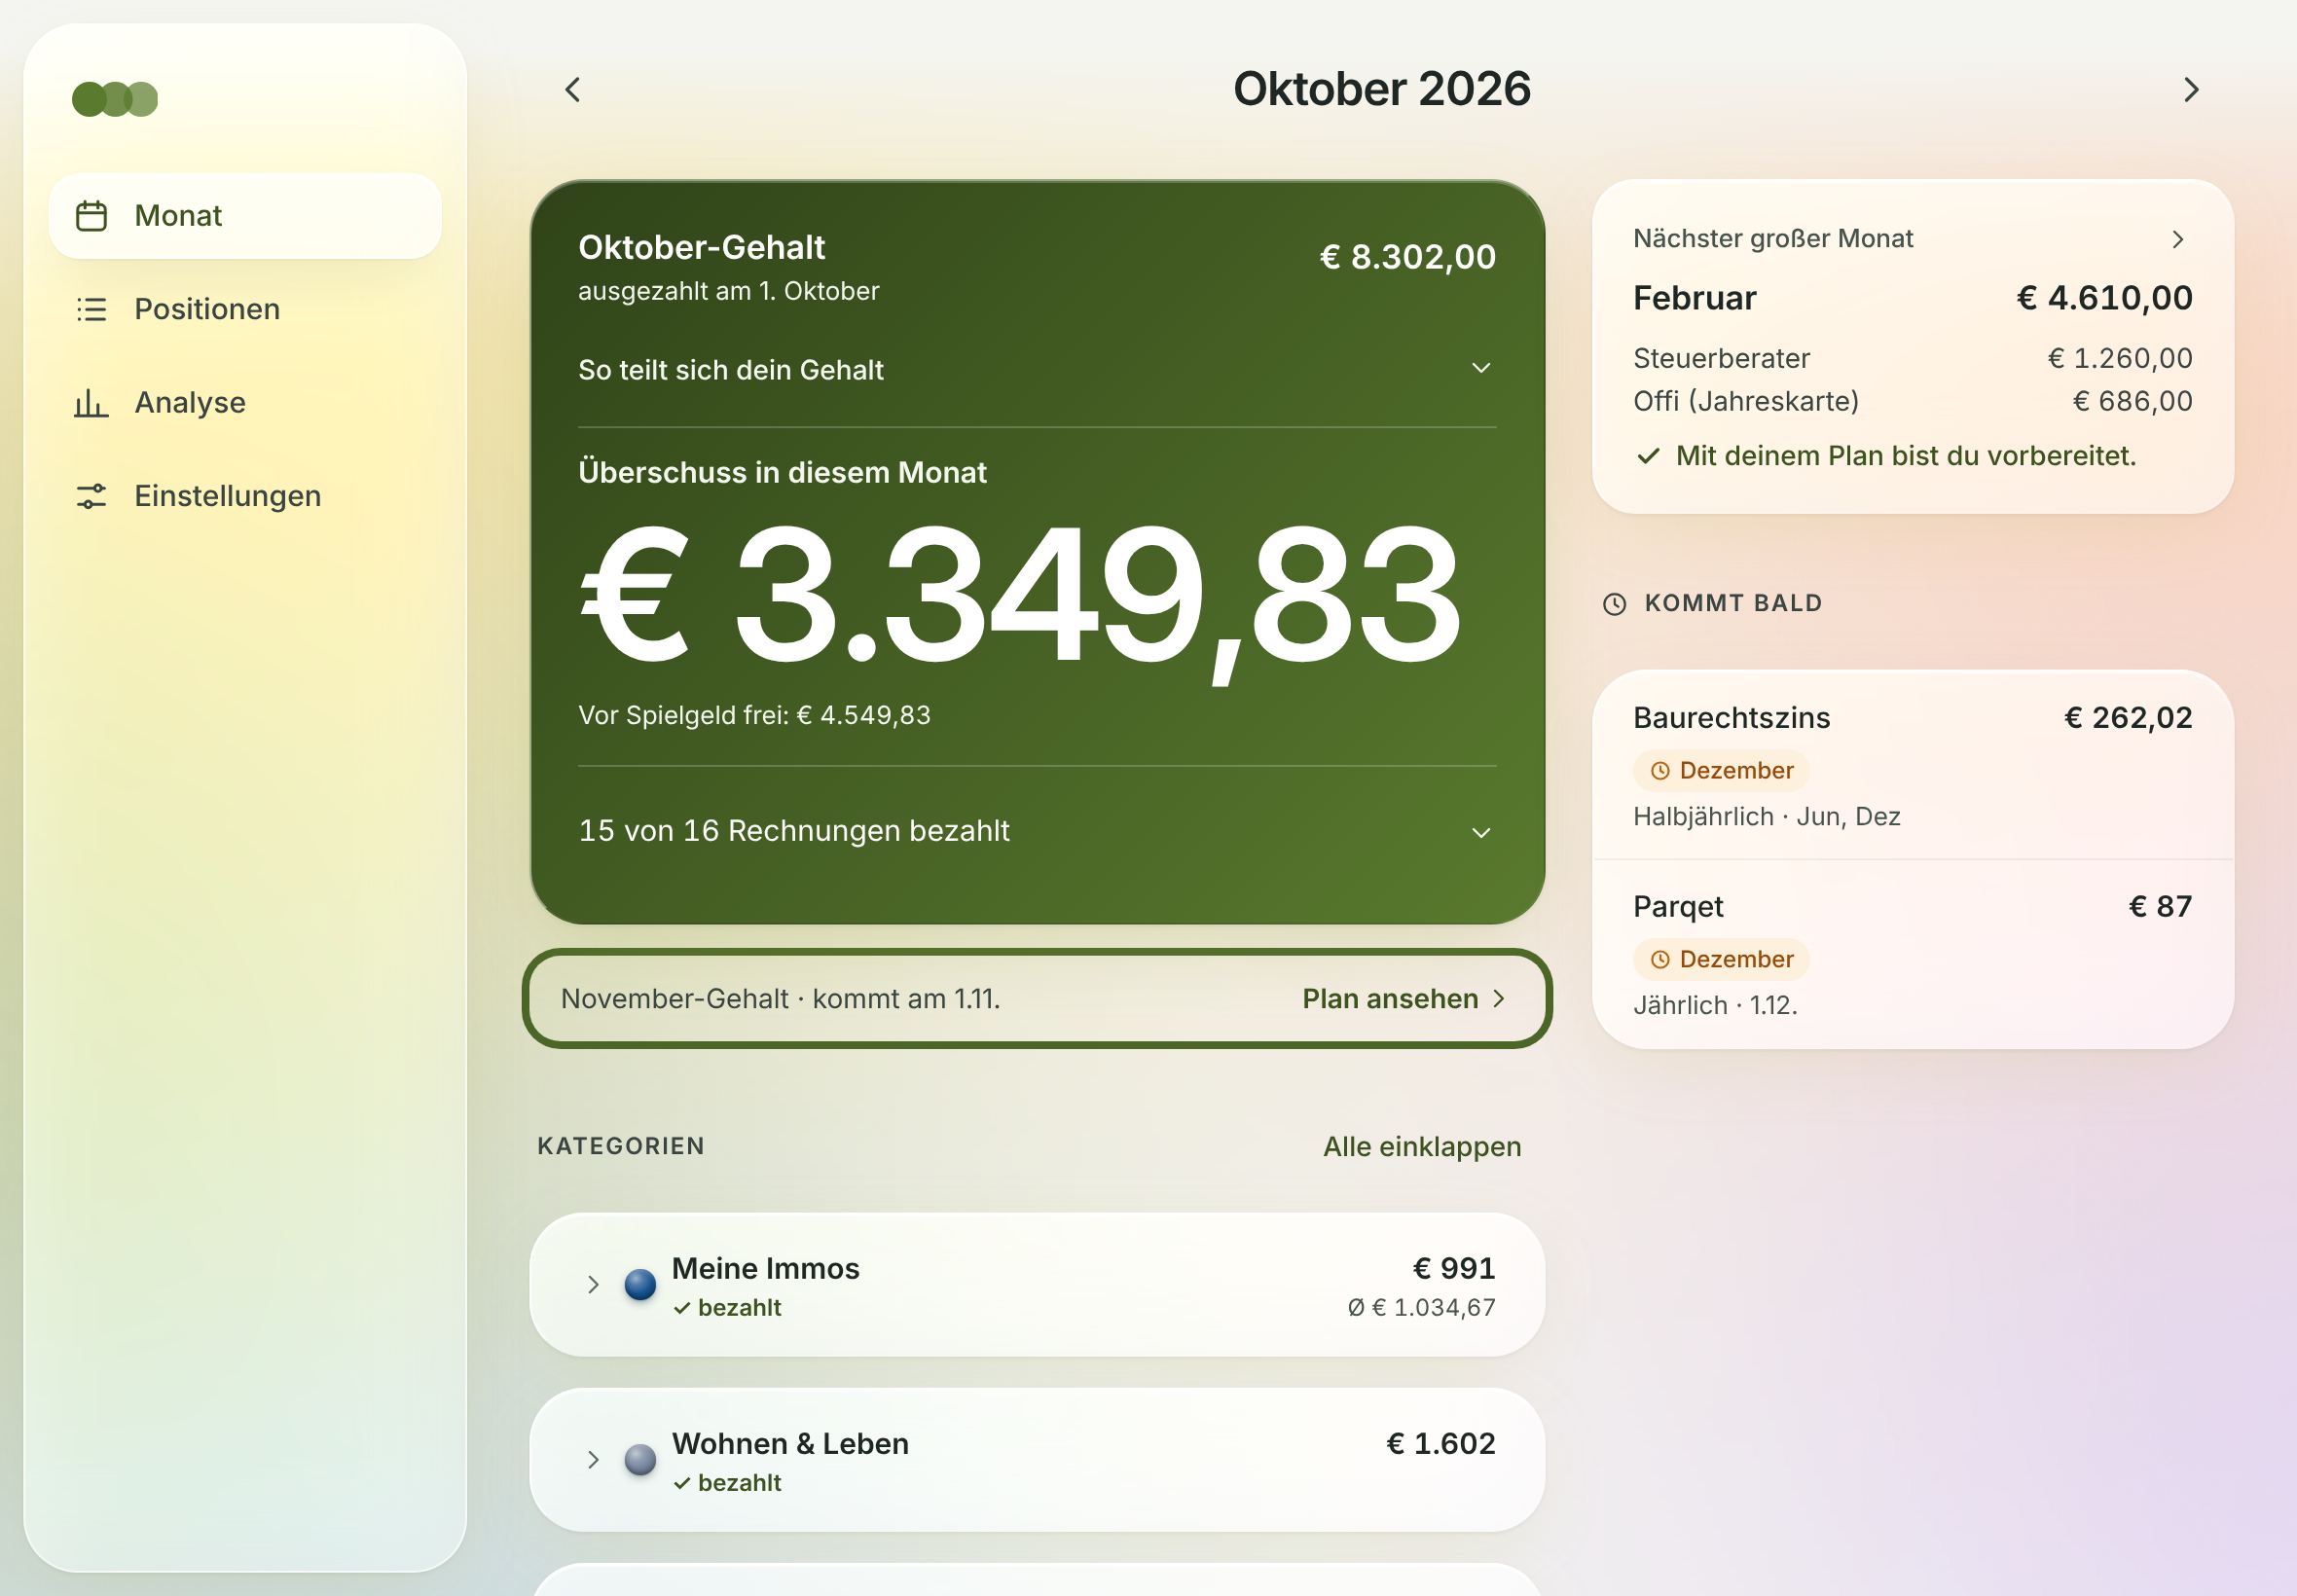 Monat
Positionen
Analyse
Einstellungen
Oktober 2026
Oktober-Gehalt
€ 8.302,00
ausgezahlt am 1. Oktober
So teilt sich dein Gehalt
Überschuss in diesem Monat
€ 3.349,83
Vor Spielgeld frei: € 4.549,83
15 von 16 Rechnungen bezahlt
November-Gehalt · kommt am 1.11.
Plan ansehen
KATEGORIEN
Alle einklappen
Meine Immos
€ 991
bezahlt
Ø € 1.034,67
Wohnen & Leben
€ 1.602
bezahlt
Nächster großer Monat
Februar
€ 4.610,00
Steuerberater
€ 1.260,00
Offi (Jahreskarte)
€ 686,00
Mit deinem Plan bist du vorbereitet.
KOMMT BALD
Baurechtszins
€ 262,02
Dezember
Halbjährlich · Jun, Dez
Parqet
€ 87
Dezember
Jährlich · 1.12.